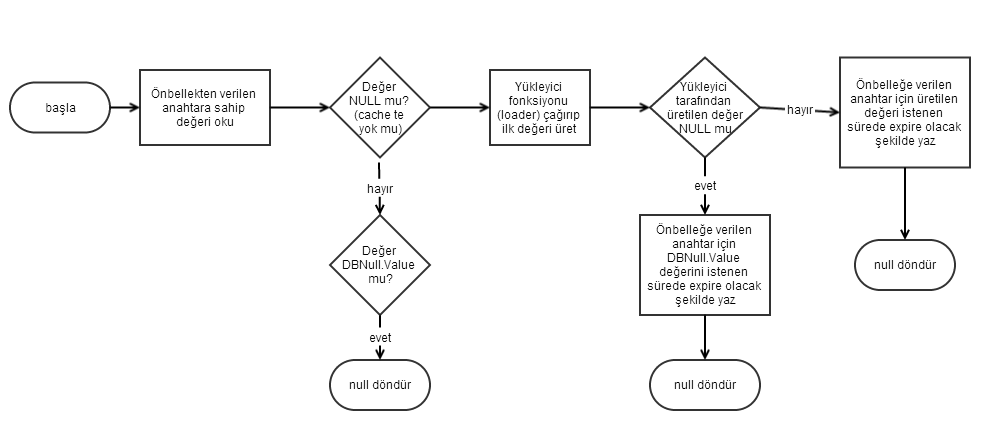 başla
Önbellekten verilen
anahtara sahip
değeri oku
Değer
NULL mu?
(cache te
yok mu)
Yükleyici
fonksiyonu
(loader) çağırıp
ilk değeri üret
Yükleyici
tarafından
üretilen değer
NULL mu
hayır
Önbelleğe verilen
anahtar için üretilen
değeri istenen
sürede expire olacak
şekilde yaz
hayır
evet
Değer
DBNull.Value
mu?
Önbelleğe verilen
anahtar için
DBNull.Value
değerini istenen
sürede expire olacak
şekilde yaz
null döndür
evet
null döndür
null döndür